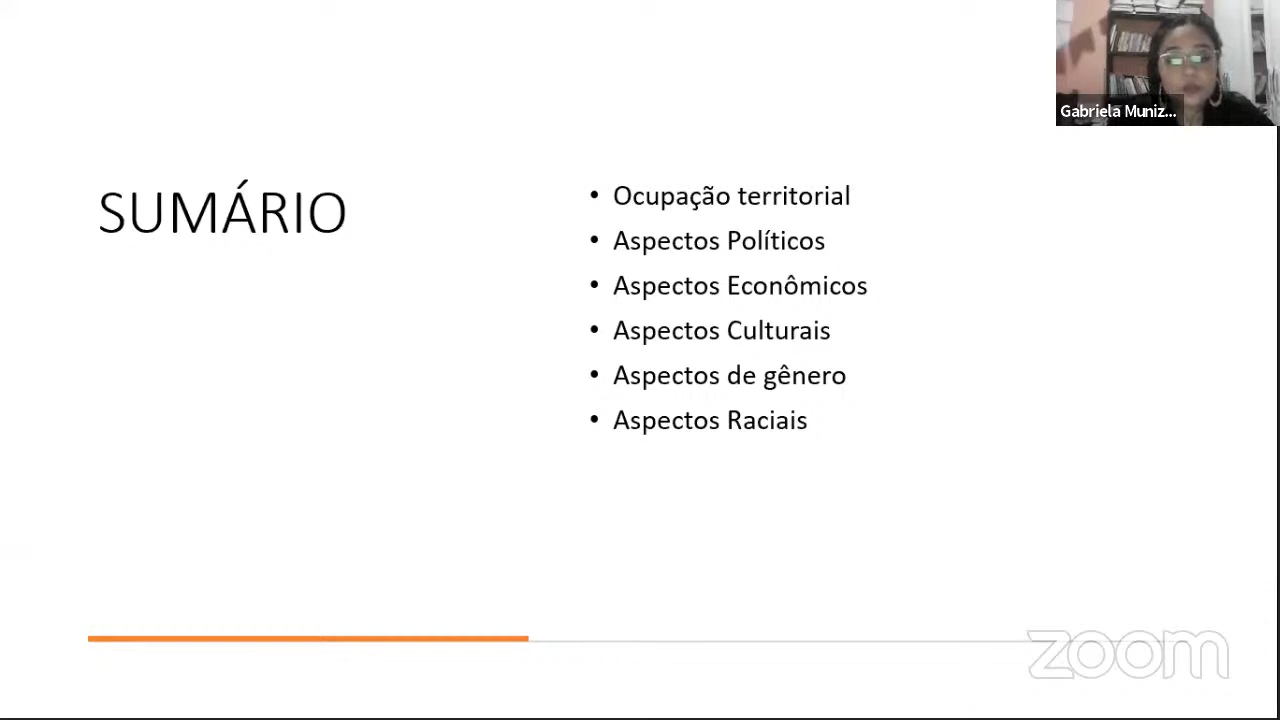 Gabriela Muniz...
SUMÁRIO
• Ocupação territorial
• Aspectos Políticos
• Aspectos Econômicos
• Aspectos Culturais
• Aspectos de gênero
• Aspectos Raciais
zoom